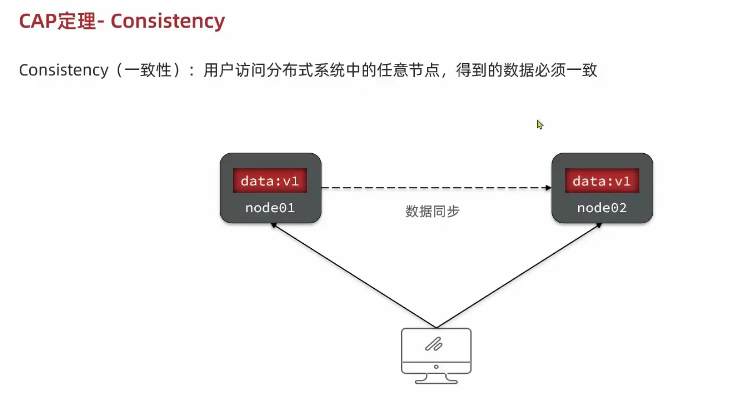 CAP定理- Consistency
Consistency（一致性）：用户访问分布式系统中的任意节点，得到的数据必须一致
data:v1
data:v1
node01
node02
数据同步